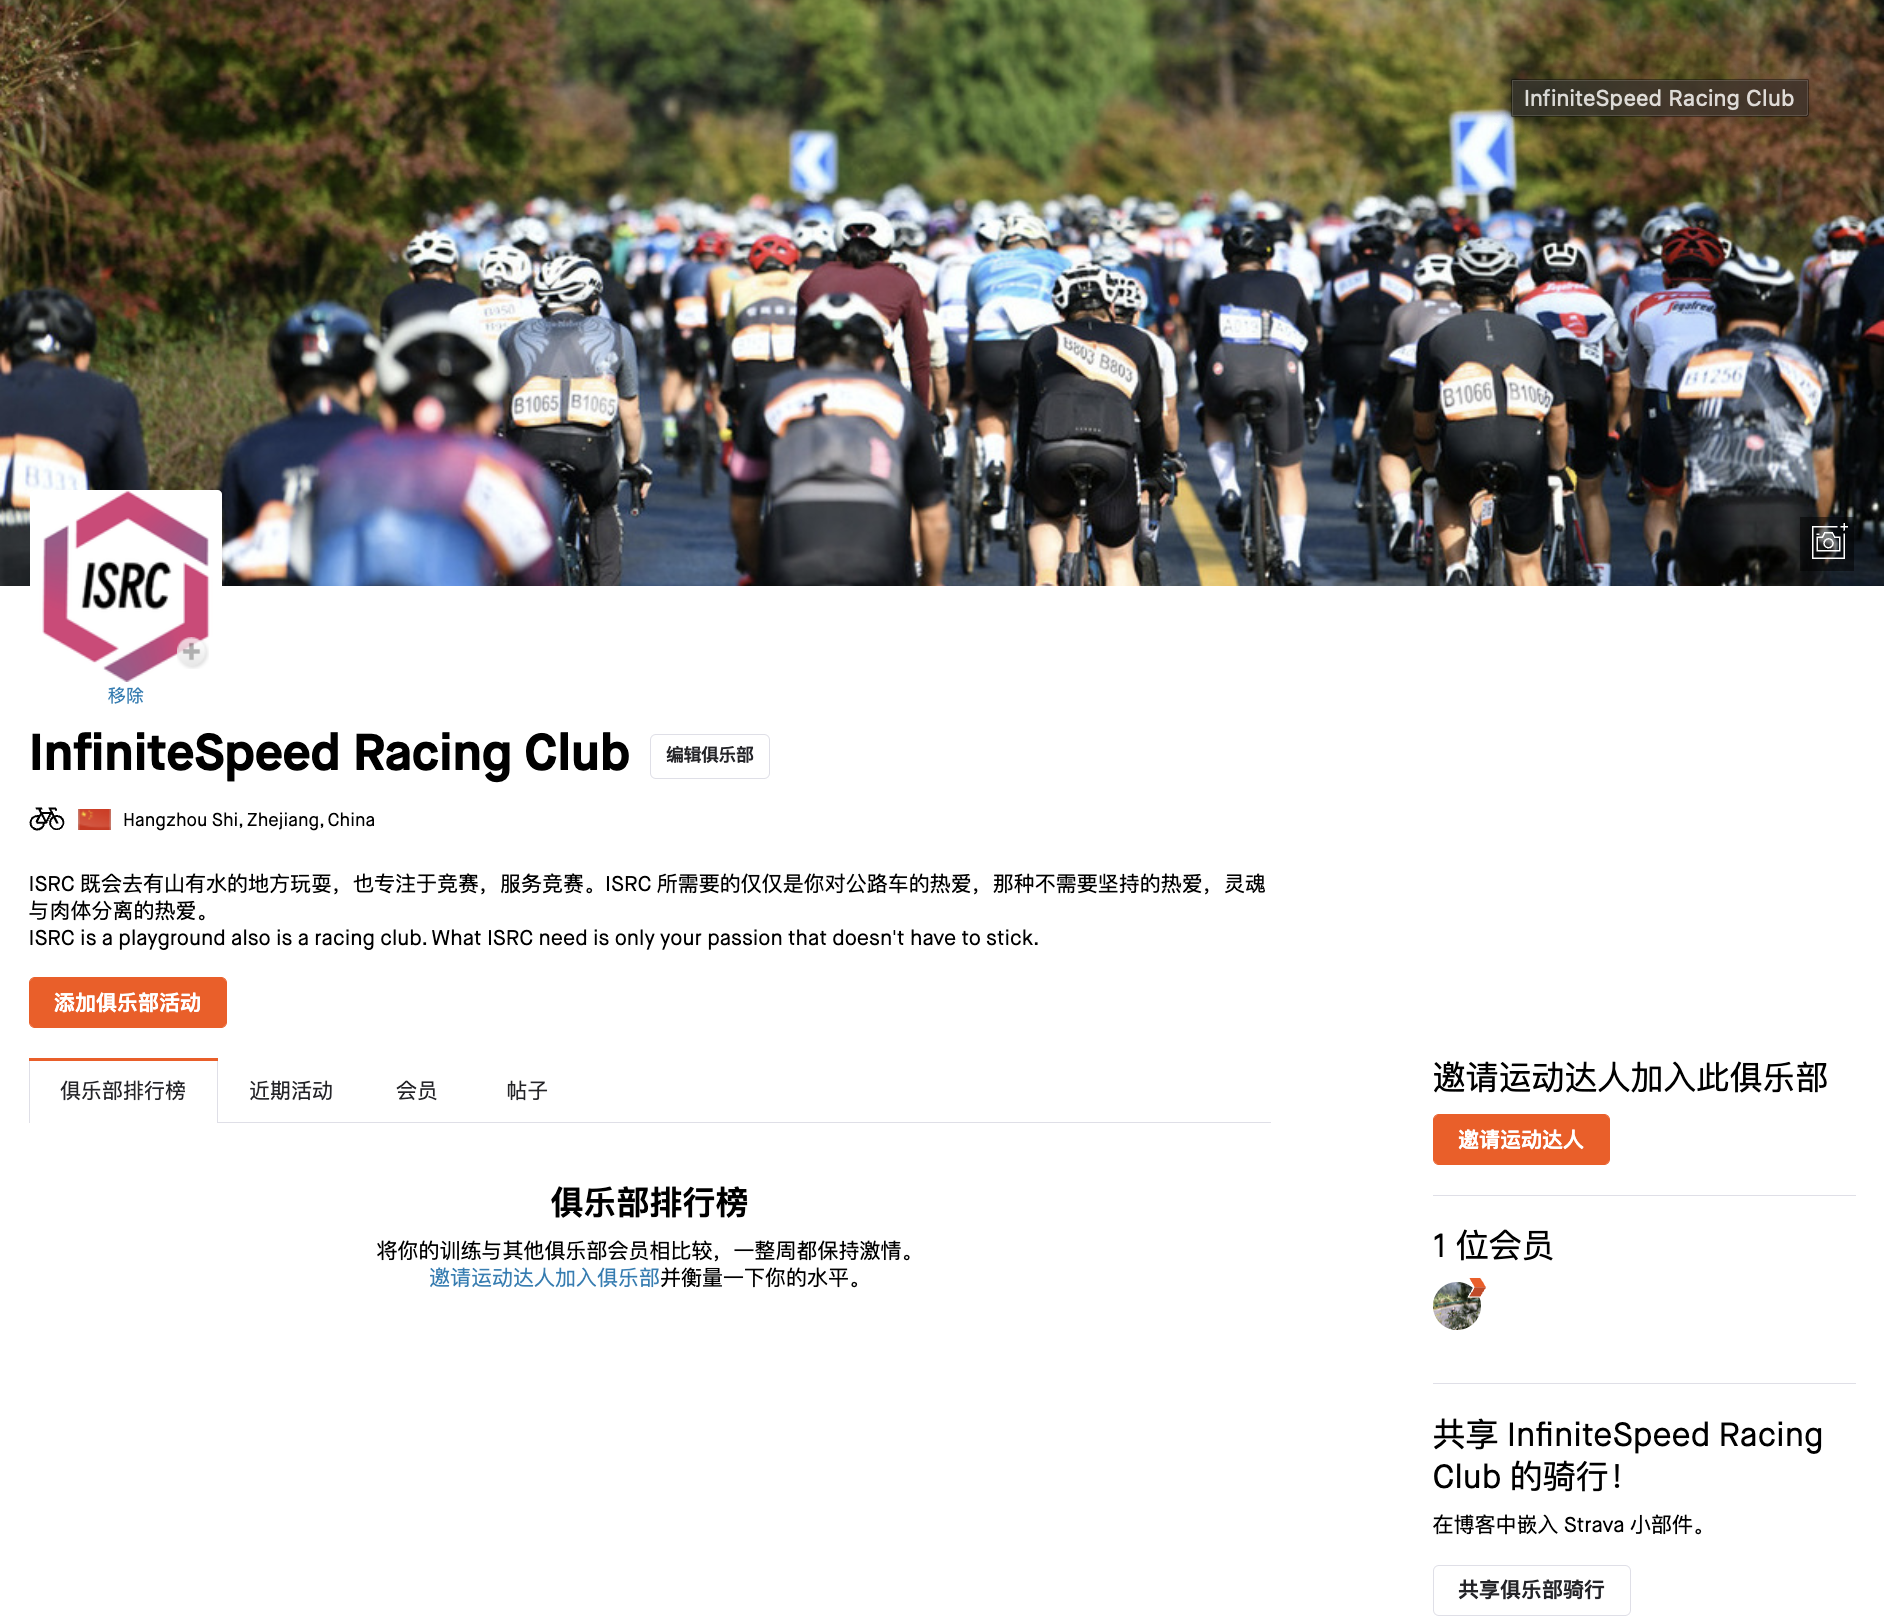 InfiniteSpeed Racing Club
B950
B333
B1065 B1065
B803 B803
A019
B1066 B1066
B1256
ISRC
移除
InfiniteSpeed Racing Club
编辑俱乐部
Hangzhou Shi, Zhejiang, China
ISRC 既会去有山有水的地方玩耍，也专注于竞赛，服务竞赛。ISRC 所需要的仅仅是你对公路车的热爱，那种不需要坚持的热爱，灵魂
与肉体分离的热爱。
ISRC is a playground also is a racing club. What ISRC need is only your passion that doesn't have to stick.
添加俱乐部活动
俱乐部排行榜 近期活动 会员 帖子
俱乐部排行榜
将你的训练与其他俱乐部会员相比较，一整周都保持激情。
邀请运动达人加入俱乐部并衡量一下你的水平。
邀请运动达人加入此俱乐部
邀请运动达人
1 位会员
共享 InfiniteSpeed Racing
Club 的骑行！
在博客中嵌入 Strava 小部件。
共享俱乐部骑行